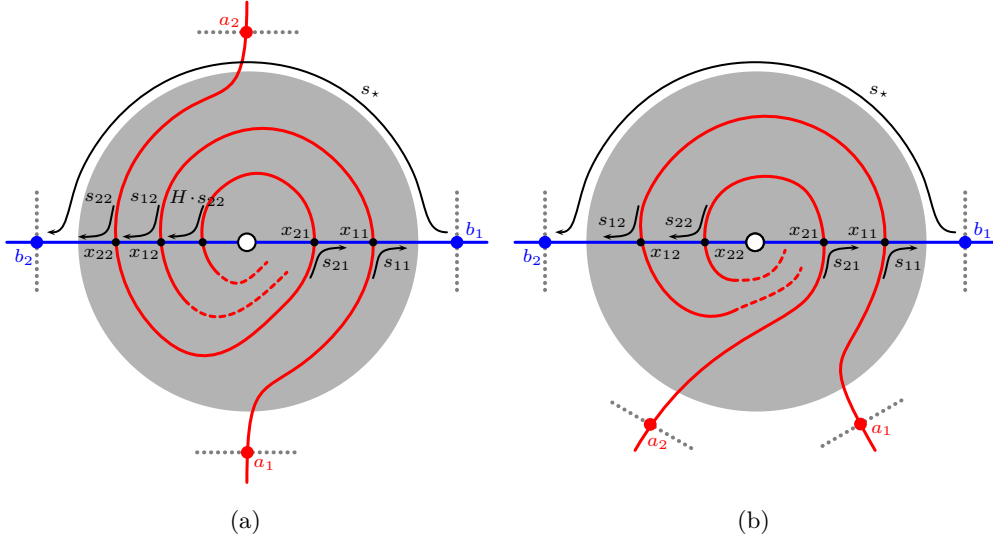 a₂
s⋆
s⋆
s₂₂ s₁₂ H · s₂₂
s₁₂ s₂₂
x₂₁ x₁₁
x₂₁ x₁₁
b₁
b₁
b₂ x₂₂ x₁₂ s₂₁ s₁₁
b₂ x₁₂ x₂₂ s₂₁ s₁₁
a₁
a₂ a₁
(a) (b)